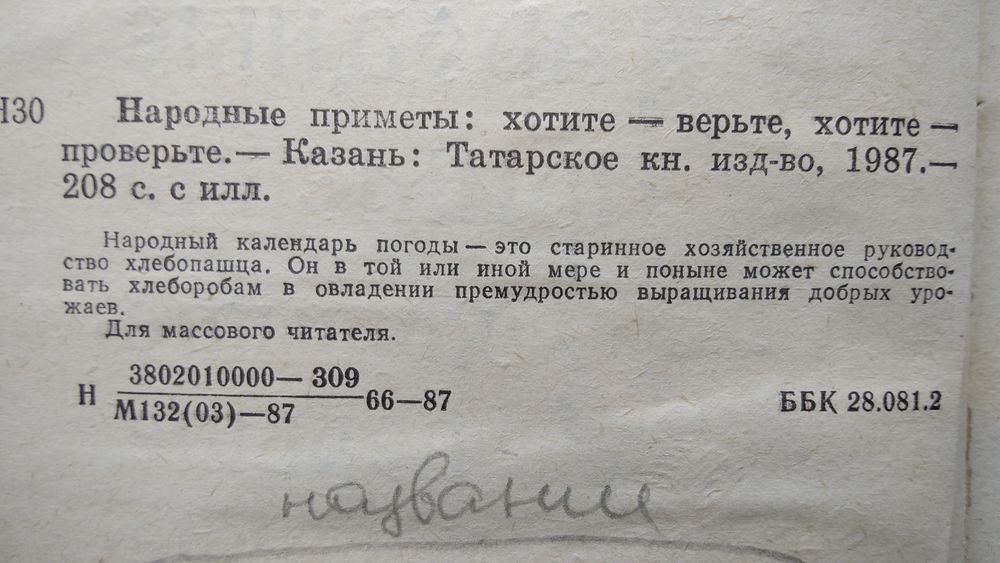 Н30 Народные приметы: хотите — верьте, хотите —
проверьте.— Казань: Татарское кн. изд-во, 1987.—
208 с. с илл.
Народный календарь погоды — это старинное хозяйственное руковод-
ство хлебопашца. Он в той или иной мере и поныне может способство-
вать хлеборобам в овладении премудростью выращивания добрых уро-
жаев.
Для массового читателя.
Н 3802010000—309
М132(03)—87 66—87 ББК 28.081.2
названии